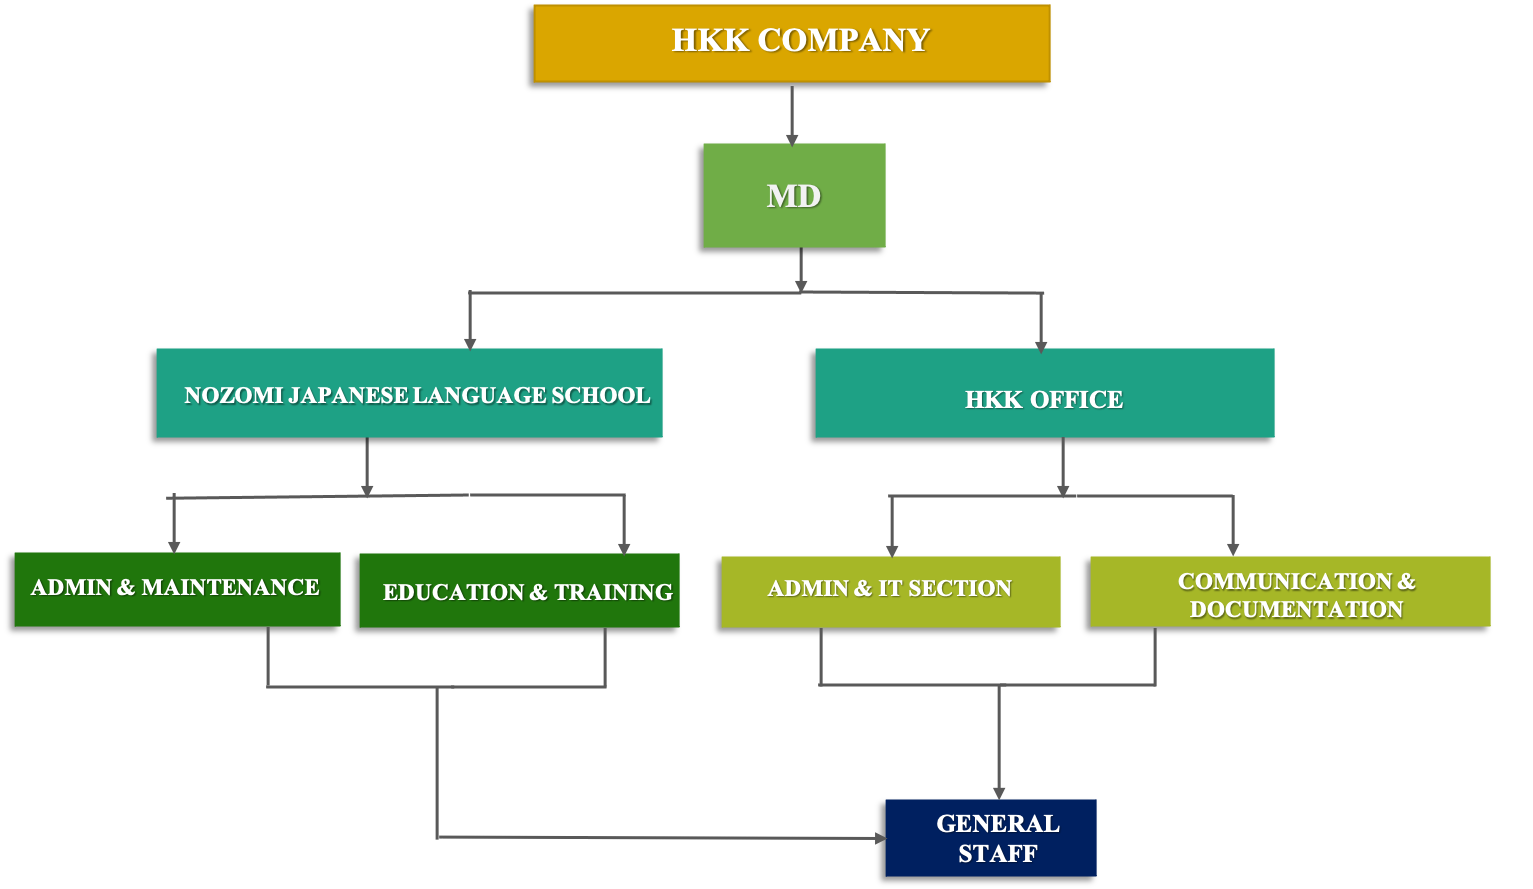 HKK COMPANY
MD
NOZOMI JAPANESE LANGUAGE SCHOOL
HKK OFFICE
ADMIN & MAINTENANCE
EDUCATION & TRAINING
ADMIN & IT SECTION
COMMUNICATION &
DOCUMENTATION
GENERAL
STAFF